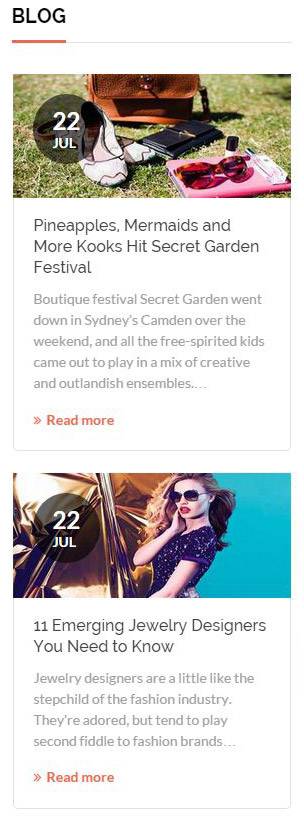 BLOG
22
JUL
Pineapples, Mermaids and
More Kooks Hit Secret Garden
Festival
Boutique festival Secret Garden went
down in Sydney's Camden over the
weekend, and all the free-spirited kids
came out to play in a mix of creative
and outlandish ensembles....
» Read more
22
JUL
11 Emerging Jewelry Designers
You Need to Know
Jewelry designers are a little like the
stepchild of the fashion industry.
They're adored, but tend to play
second fiddle to fashion brands...
» Read more